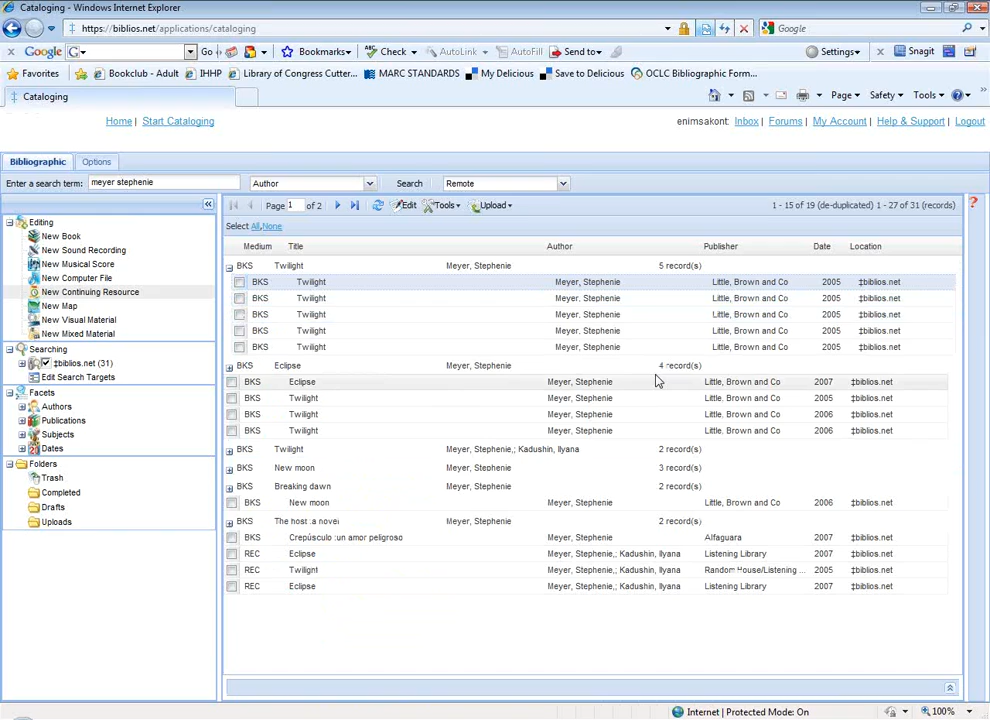 Cataloging - Windows Internet Explorer
https://biblios.net/applications/cataloging
Google
Google Go Bookmarks Check AutoLink AutoFill Send to Settings Snagit
Favorites Bookclub - Adult IHHP Library of Congress Cutter... MARC STANDARDS My Delicious Save to Delicious OCLC Bibliographic Form...
Cataloging Page Safety Tools
Home | Start Cataloging enimsakont: Inbox | Forums | My Account | Help & Support | Logout
Bibliographic Options
Enter a search term: meyer stephenie Author Search Remote
Page 1 of 2 Edit Tools Upload 1 - 15 of 19 (de-duplicated) 1 - 27 of 31 (records)
Select All,None
Medium Title Author Publisher Date Location
BKS Twilight Meyer, Stephenie 5 record(s)
BKS Twilight Meyer, Stephenie Little, Brown and Co 2005 ‡biblios.net
BKS Twilight Meyer, Stephenie Little, Brown and Co 2005 ‡biblios.net
BKS Twilight Meyer, Stephenie Little, Brown and Co 2005 ‡biblios.net
BKS Twilight Meyer, Stephenie Little, Brown and Co 2005 ‡biblios.net
BKS Twilight Meyer, Stephenie Little, Brown and Co 2005 ‡biblios.net
BKS Eclipse Meyer, Stephenie 4 record(s)
BKS Eclipse Meyer, Stephenie Little, Brown and Co 2007 ‡biblios.net
BKS Twilight Meyer, Stephenie Little, Brown and Co 2005 ‡biblios.net
BKS Twilight Meyer, Stephenie Little, Brown and Co 2006 ‡biblios.net
BKS Twilight Meyer, Stephenie Little, Brown and Co 2006 ‡biblios.net
BKS Twilight Meyer, Stephenie,; Kadushin, Ilyana 2 record(s)
BKS New moon Meyer, Stephenie 3 record(s)
BKS Breaking dawn Meyer, Stephenie 2 record(s)
BKS New moon Meyer, Stephenie Little, Brown and Co 2006 ‡biblios.net
BKS The host :a novel Meyer, Stephenie 2 record(s)
BKS Crepúsculo :un amor peligroso Meyer, Stephenie Alfaguara 2007 ‡biblios.net
REC Eclipse Meyer, Stephenie,; Kadushin, Ilyana Listening Library 2007 ‡biblios.net
REC Twilight Meyer, Stephenie,; Kadushin, Ilyana Random House/Listening ... 2005 ‡biblios.net
REC Eclipse Meyer, Stephenie,; Kadushin, Ilyana Listening Library 2007 ‡biblios.net
Editing
New Book
New Sound Recording
New Musical Score
New Computer File
New Continuing Resource
New Map
New Visual Material
New Mixed Material
Searching
‡biblios.net (31)
Edit Search Targets
Facets
Authors
Publications
Subjects
Dates
Folders
Trash
Completed
Drafts
Uploads
Internet | Protected Mode: On 100%